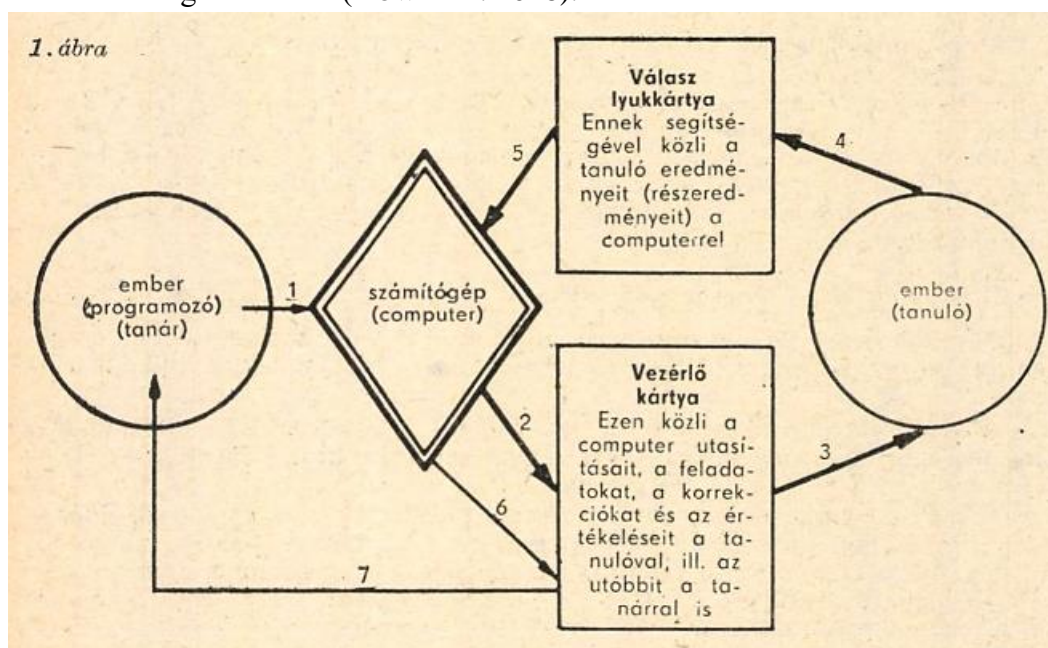 1. ábra
Válasz
lyukkártya
Ennek segítsé-
gével közli a
tanuló eredmé-
nyeit (részered-
ményeit) a
computerrel
5
4
ember
(programozó)
(tanár)
1
számítógép
(computer)
ember
(tanuló)
Vezérlő
kártya
Ezen közli a
computer utasí-
tásait, a felada-
tokat, a korrek-
ciókat és az ér-
tékeléseit a ta-
nulóval, ill. az
utóbbit a ta-
nárral is
2
3
6
7